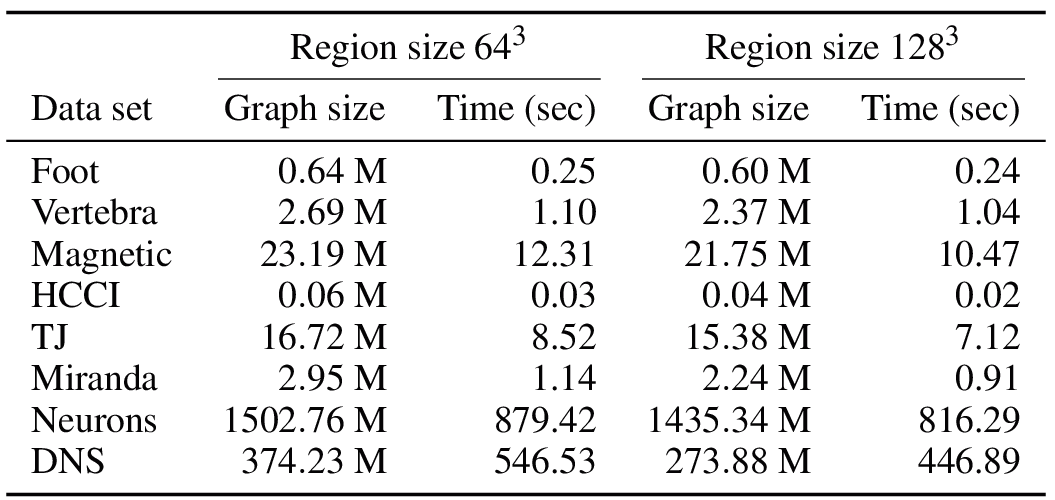 Region size 64³ Region size 128³
Data set Graph size Time (sec) Graph size Time (sec)
Foot 0.64 M 0.25 0.60 M 0.24
Vertebra 2.69 M 1.10 2.37 M 1.04
Magnetic 23.19 M 12.31 21.75 M 10.47
HCCI 0.06 M 0.03 0.04 M 0.02
TJ 16.72 M 8.52 15.38 M 7.12
Miranda 2.95 M 1.14 2.24 M 0.91
Neurons 1502.76 M 879.42 1435.34 M 816.29
DNS 374.23 M 546.53 273.88 M 446.89